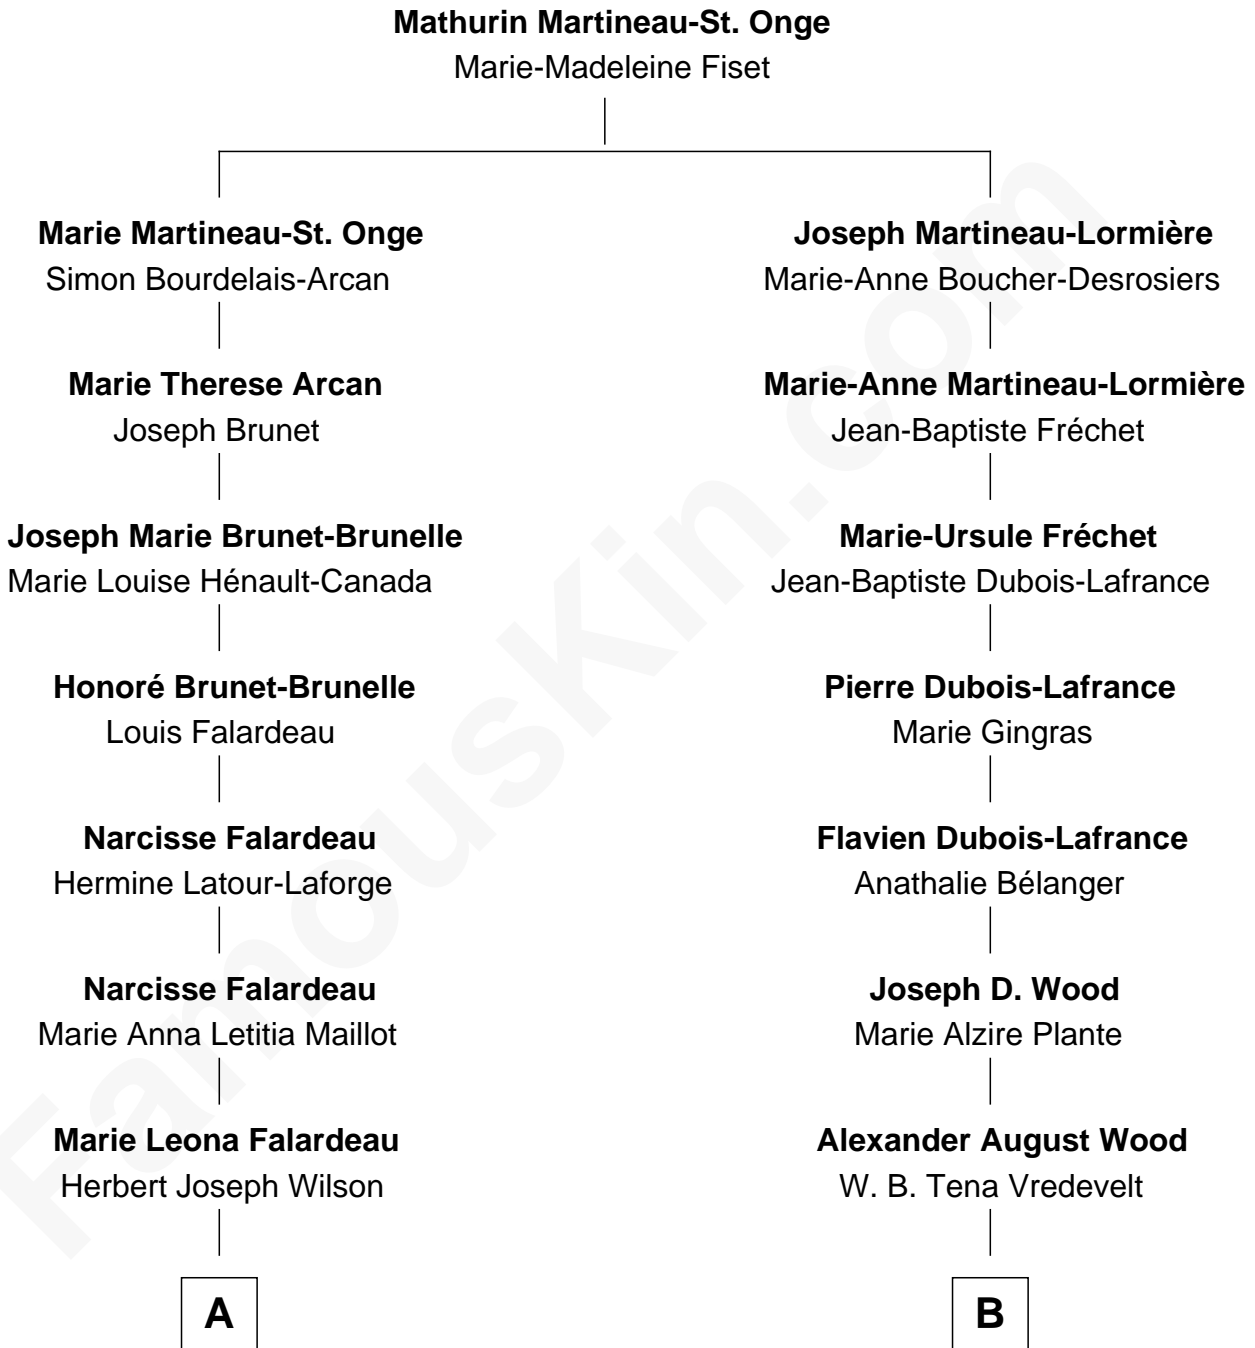 Mathurin Martineau-St. Onge
Marie-Madeleine Fiset
Marie Martineau-St. Onge
Simon Bourdelais-Arcan
Joseph Martineau-Lormière
Marie-Anne Boucher-Desrosiers
Marie Therese Arcan
Joseph Brunet
Marie-Anne Martineau-Lormière
Jean-Baptiste Fréchet
Joseph Marie Brunet-Brunelle
Marie Louise Hénault-Canada
Marie-Ursule Fréchet
Jean-Baptiste Dubois-Lafrance
Honoré Brunet-Brunelle
Louis Falardeau
Pierre Dubois-Lafrance
Marie Gingras
Narcisse Falardeau
Hermine Latour-Laforge
Flavien Dubois-Lafrance
Anathalie Bélanger
Narcisse Falardeau
Marie Anna Letitia Maillot
Joseph D. Wood
Marie Alzire Plante
Marie Leona Falardeau
Herbert Joseph Wilson
Alexander August Wood
W. B. Tena Vredevelt
A
B
FamousKin.com